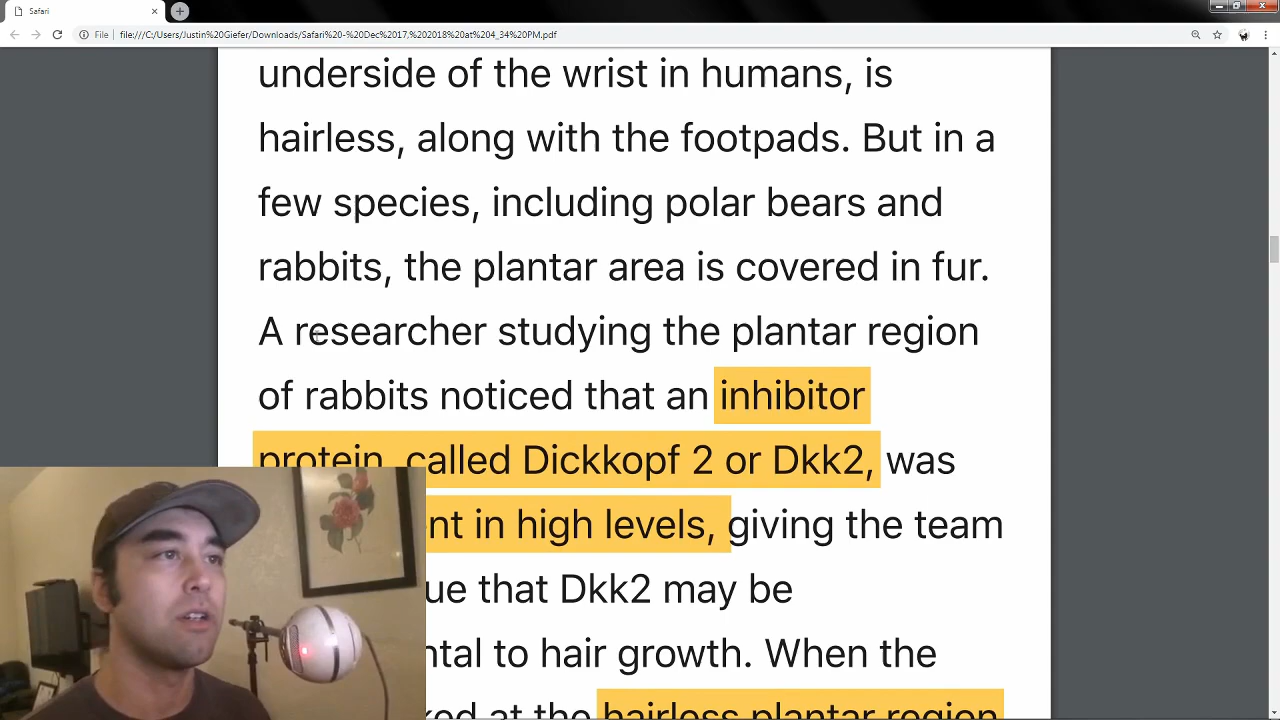 Safari
File
file:///C:/Users/Justin%20Giefer/Downloads/Safari%20-%20Dec%2017,%202018%20at%204_34%20PM.pdf
underside of the wrist in humans, is
hairless, along with the footpads. But in a
few species, including polar bears and
rabbits, the plantar area is covered in fur.
A researcher studying the plantar region
of rabbits noticed that an inhibitor
protein, called Dickkopf 2 or Dkk2, was
nt in high levels, giving the team
ue that Dkk2 may be
ntal to hair growth. When the
ked at the hairless plantar region